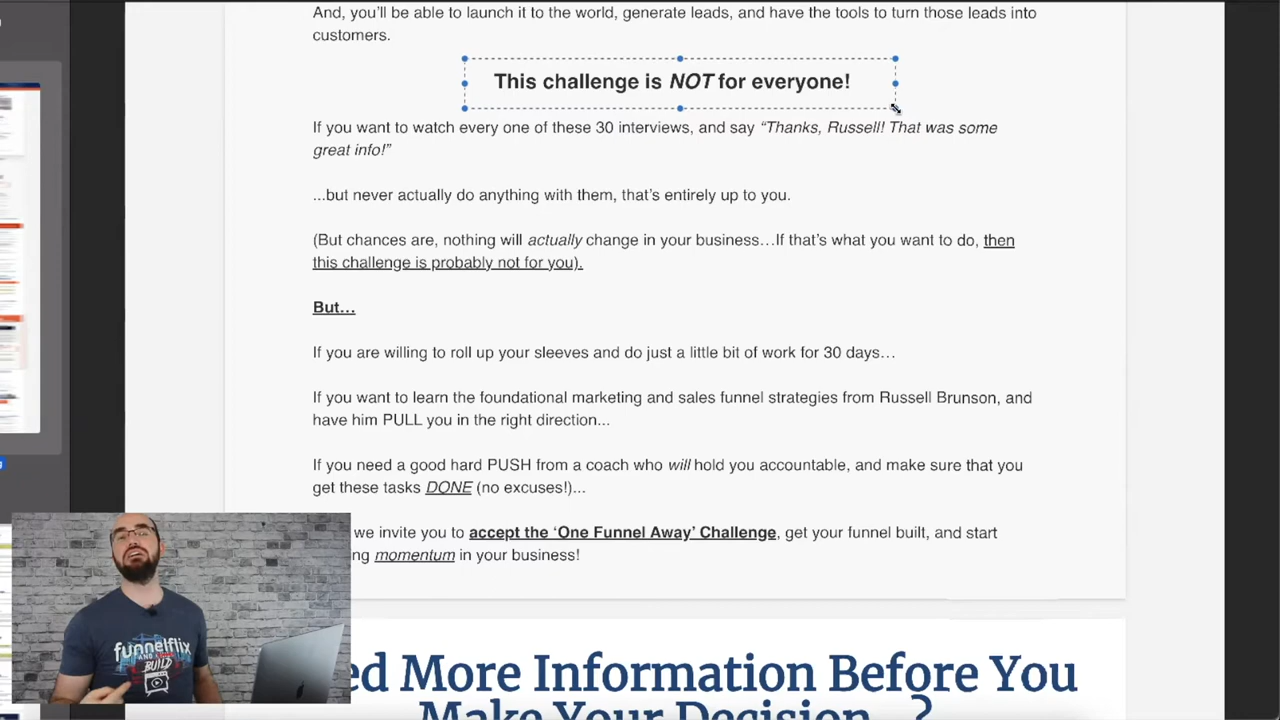 And, you'll be able to launch it to the world, generate leads, and have the tools to turn those leads into
customers.
This challenge is NOT for everyone!
If you want to watch every one of these 30 interviews, and say “Thanks, Russell! That was some
great info!”
...but never actually do anything with them, that's entirely up to you.
(But chances are, nothing will actually change in your business…If that's what you want to do, then
this challenge is probably not for you).
But…
If you are willing to roll up your sleeves and do just a little bit of work for 30 days…
If you want to learn the foundational marketing and sales funnel strategies from Russell Brunson, and
have him PULL you in the right direction...
If you need a good hard PUSH from a coach who will hold you accountable, and make sure that you
get these tasks DONE (no excuses!)...
we invite you to accept the ‘One Funnel Away’ Challenge, get your funnel built, and start
ng momentum in your business!
funnelflix
BUILD
ed More Information Before You
Make Your Decision...?